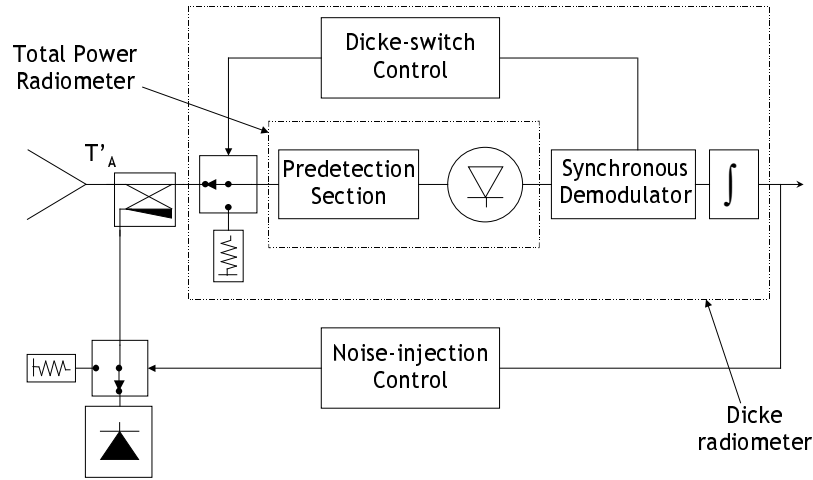 Dicke-switch
Control
Total Power
Radiometer
T'A
Predetection
Section
Synchronous
Demodulator
∫
Noise-injection
Control
Dicke
radiometer